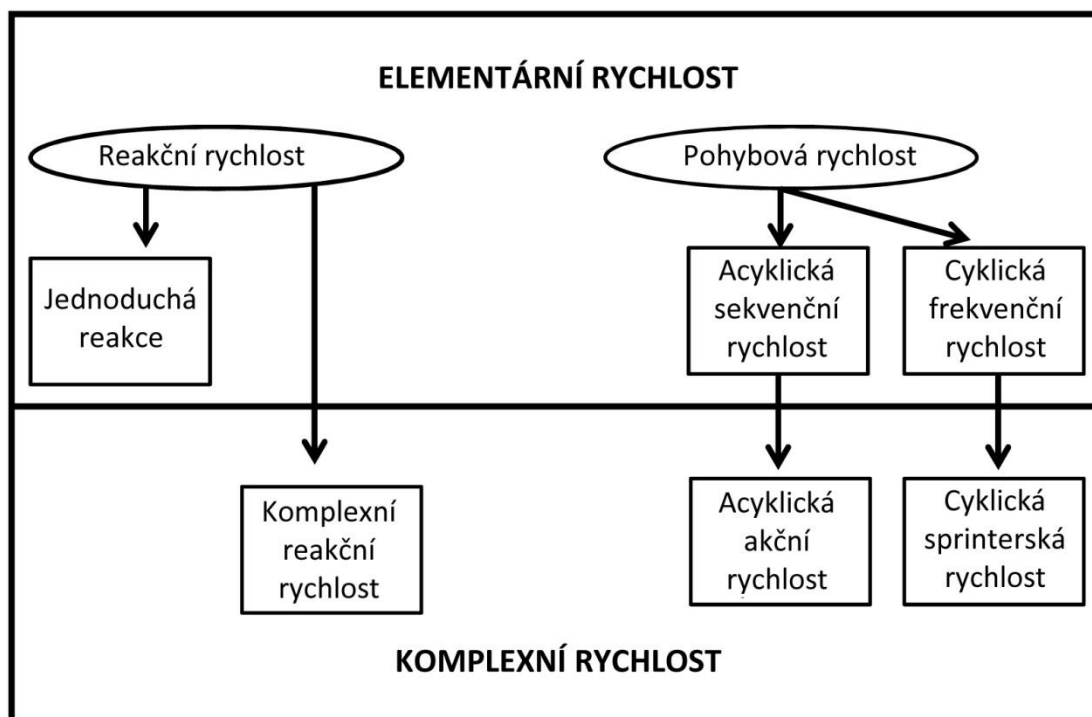 ELEMENTÁRNÍ RYCHLOST
Reakční rychlost
Pohybová rychlost
Jednoduchá
reakce
Acyklická
sekvenční
rychlost
Cyklická
frekvenční
rychlost
Komplexní
reakční
rychlost
Acyklická
akční
rychlost
Cyklická
sprinterská
rychlost
KOMPLEXNÍ RYCHLOST